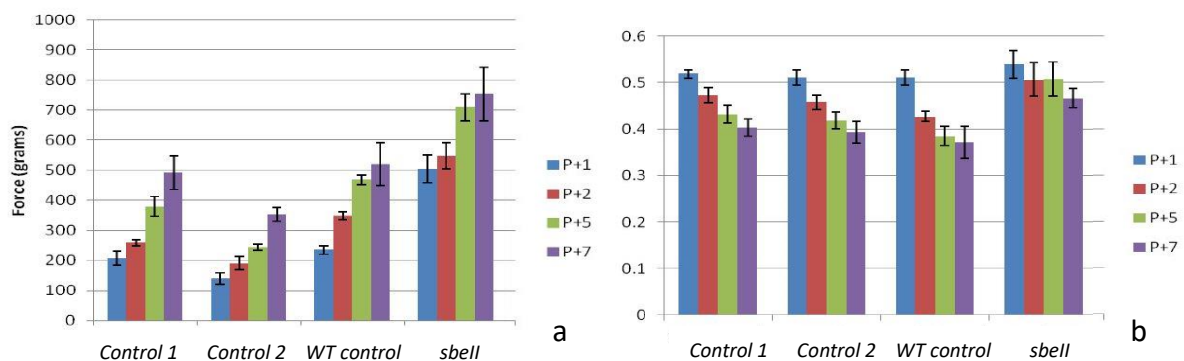 1000
900
800
700
600
500
400
300
200
100
0
Force (grams)
Control 1 Control 2 WT control sbeII
P+1
P+2
P+5
P+7
a
0.6
0.5
0.4
0.3
0.2
0.1
0
Control 1 Control 2 WT control sbeII
P+1
P+2
P+5
P+7
b